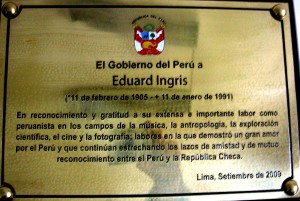 El Gobierno del Perú a
Eduard Ingris
(*11 de febrero de 1905 - + 11 de enero de 1991)
En reconocimiento y gratitud a su extensa e importante labor como
peruanista en los campos de la música, la antropología, la exploración
científica, el cine y la fotografía; labores en la que demostró un gran amor
por el Perú y que continúan estrechando los lazos de amistad y de mutuo
reconocimiento entre el Perú y la República Checa.
Lima, Setiembre de 2009